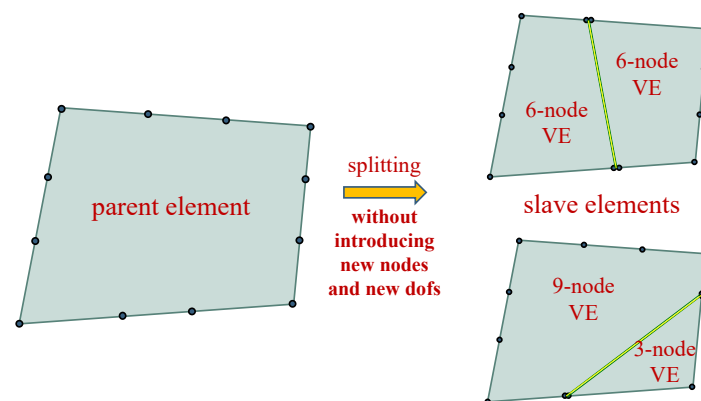 parent element
splitting
without
introducing
new nodes
and new dofs
6-node
VE
6-node
VE
slave elements
9-node
VE
3-node
VE